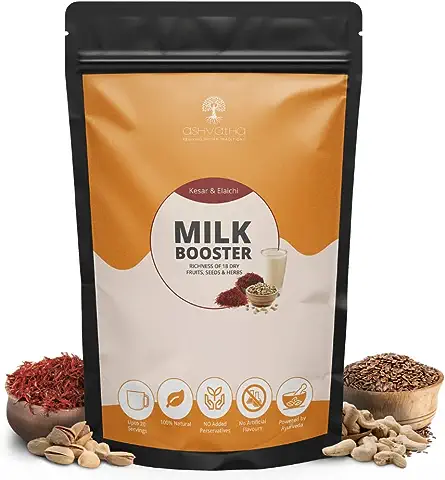 ashvatha
Kesar & Elaichi
MILK
BOOSTER
RICHNESS OF 18 DRY
FRUITS, SEEDS & HERBS
Upto 20
Servings
100% Natural
NO Added
Perservatives
No Artificial
Flavours
Powered by
Ayurveda